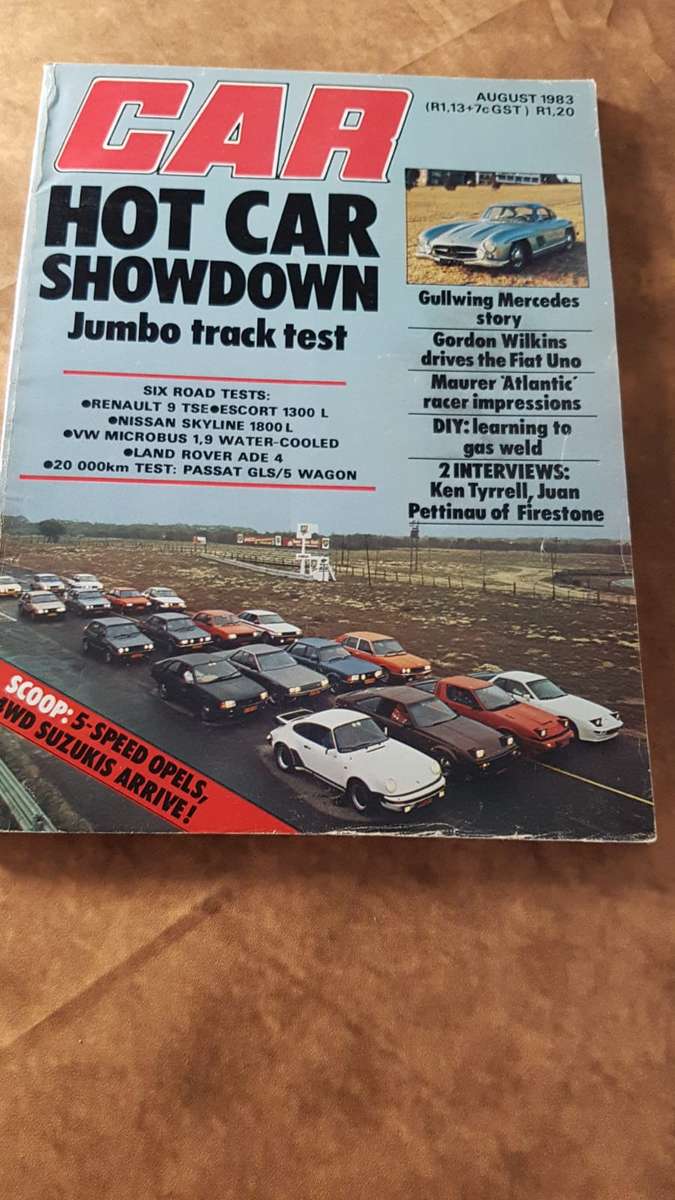 CAR
AUGUST 1983
(R1,13+7c GST) R1,20
HOT CAR
SHOWDOWN
Jumbo track test
SIX ROAD TESTS:
●RENAULT 9 TSE●ESCORT 1300 L
●NISSAN SKYLINE 1800 L
●VW MICROBUS 1,9 WATER-COOLED
●LAND ROVER ADE 4
●20 000km TEST: PASSAT GLS/5 WAGON
Gullwing Mercedes
story
Gordon Wilkins
drives the Fiat Uno
Maurer 'Atlantic'
racer impressions
DIY: learning to
gas weld
2 INTERVIEWS:
Ken Tyrrell, Juan
Pettinau of Firestone
SCOOP: 5-SPEED OPELS,
4WD SUZUKIS ARRIVE!